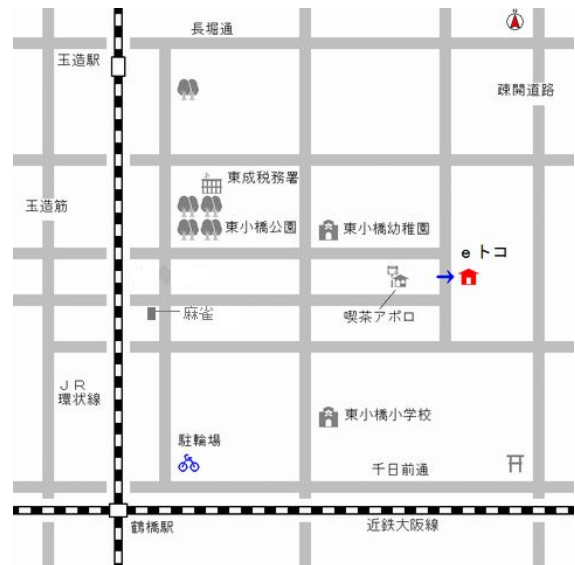 長堀通
玉造駅
疎開道路
東成税務署
玉造筋
東小橋公園
東小橋幼稚園
e トコ
喫茶アポロ
麻雀
JR
環状線
東小橋小学校
駐輪場
千日前通
鶴橋駅
近鉄大阪線